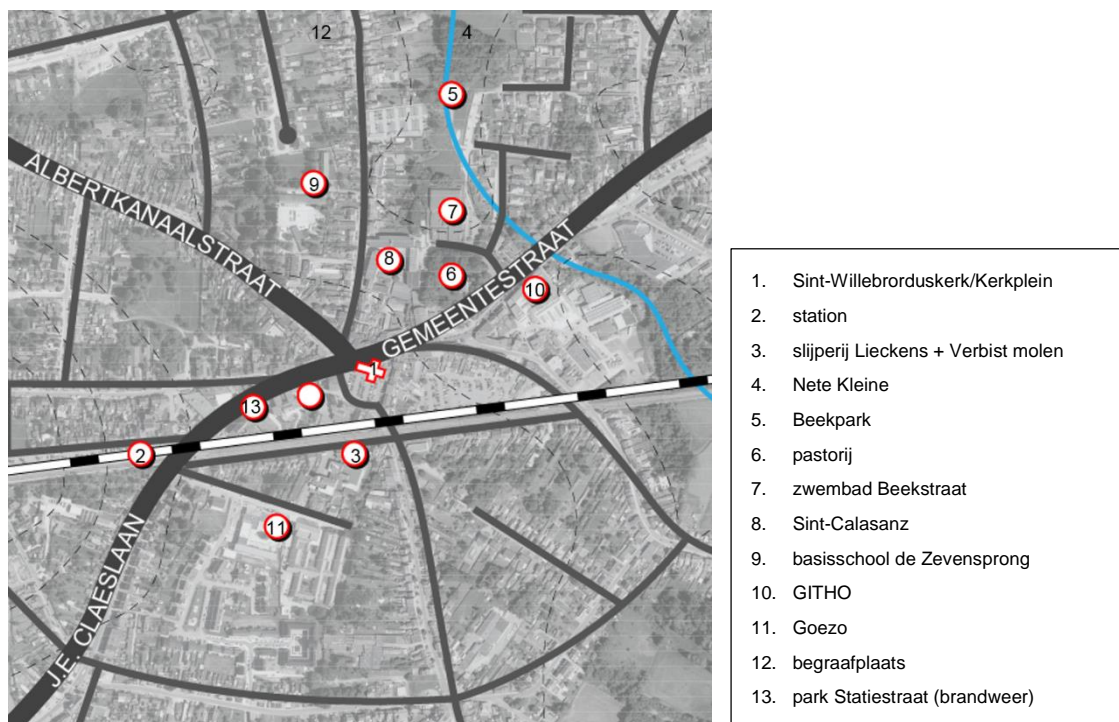 12
4
5
ALBERTKANAALSTRAAT
9
7
GEMEENTESTRAAT
8
6
10
1
13
2
3
11
J.E. CLAESLAAN
1. Sint-Willebrorduskerk/Kerkplein
2. station
3. slijperij Lieckens + Verbist molen
4. Nete Kleine
5. Beekpark
6. pastorij
7. zwembad Beekstraat
8. Sint-Calasanz
9. basisschool de Zevensprong
10. GITHO
11. Goezo
12. begraafplaats
13. park Statiestraat (brandweer)